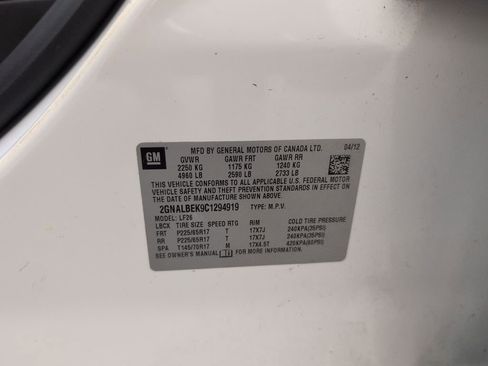 GM
MFD BY GENERAL MOTORS OF CANADA LTD. 04/12
GVWR GAWR FRT GAWR RR
2250 KG 1175 KG 1240 KG
4960 LB 2590 LB 2733 LB
THIS VEHICLE CONFORMS TO ALL APPLICABLE U.S. FEDERAL MOTOR
VEHICLE SAFETY AND THEFT PREVENTION STANDARDS IN EFFECT ON
THE DATE OF MANUFACTURE SHOWN ABOVE.
2GNALBEK9C1294919 TYPE: M.P.V.
MODEL: LF26
LBCX TIRE SIZE SPEED RTG RIM COLD TIRE PRESSURE
FRT P225/65R17 T 17X7J 240KPA(35PSI)
RR P225/65R17 T 17X7J 240KPA(35PSI)
SPA T145/70R17 M 17X4.5T 420KPA(60PSI)
SEE OWNER'S MANUAL FOR MORE INFORMATION.